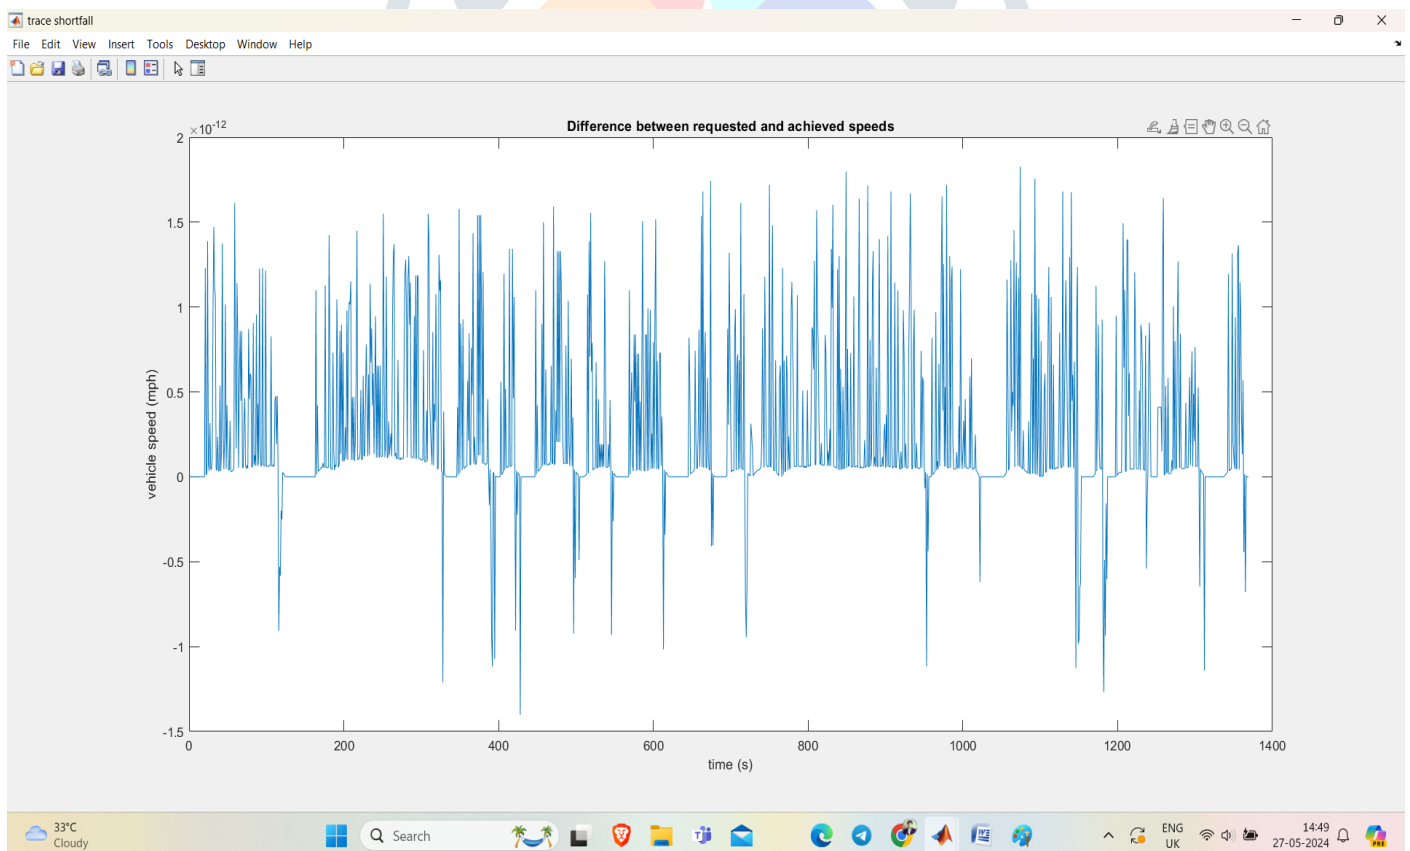 trace shortfall
File Edit View Insert Tools Desktop Window Help
Difference between requested and achieved speeds
×10-12
2
1.5
1
0.5
0
-0.5
-1
-1.5
vehicle speed (mph)
0 200 400 600 800 1000 1200 1400
time (s)
33°C
Cloudy
Search
ENG
UK
14:49
27-05-2024
PRE